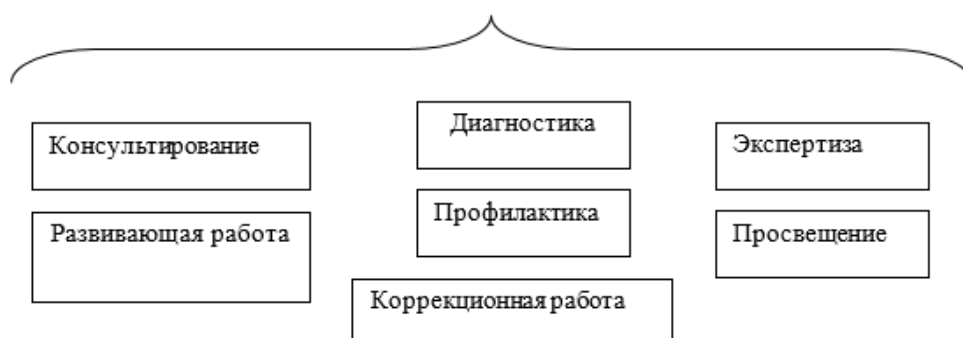 Диагностика
Консультирование
Экспертиза
Профилактика
Развивающая работа
Просвещение
Коррекционная работа